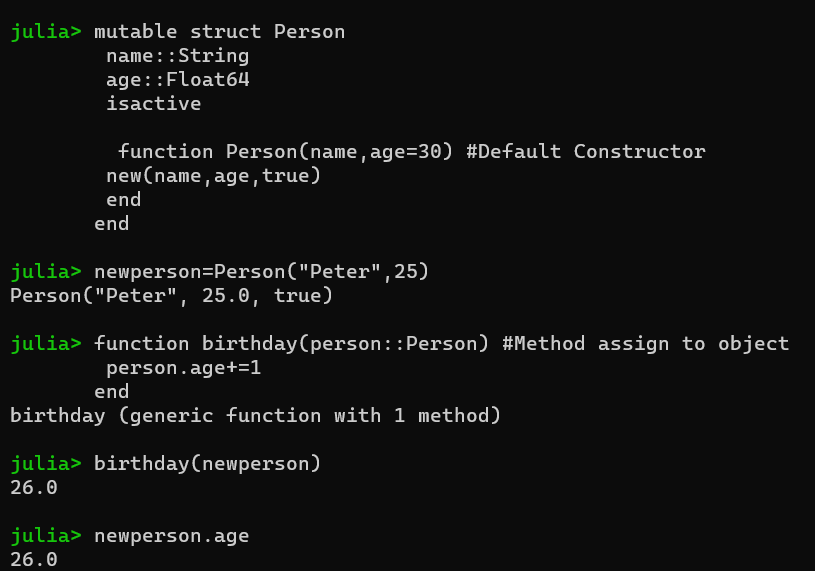 julia> mutable struct Person
        name::String
        age::Float64
        isactive

         function Person(name,age=30) #Default Constructor
        new(name,age,true)
        end
       end

julia> newperson=Person("Peter",25)
Person("Peter", 25.0, true)

julia> function birthday(person::Person) #Method assign to object
        person.age+=1
       end
birthday (generic function with 1 method)

julia> birthday(newperson)
26.0

julia> newperson.age
26.0